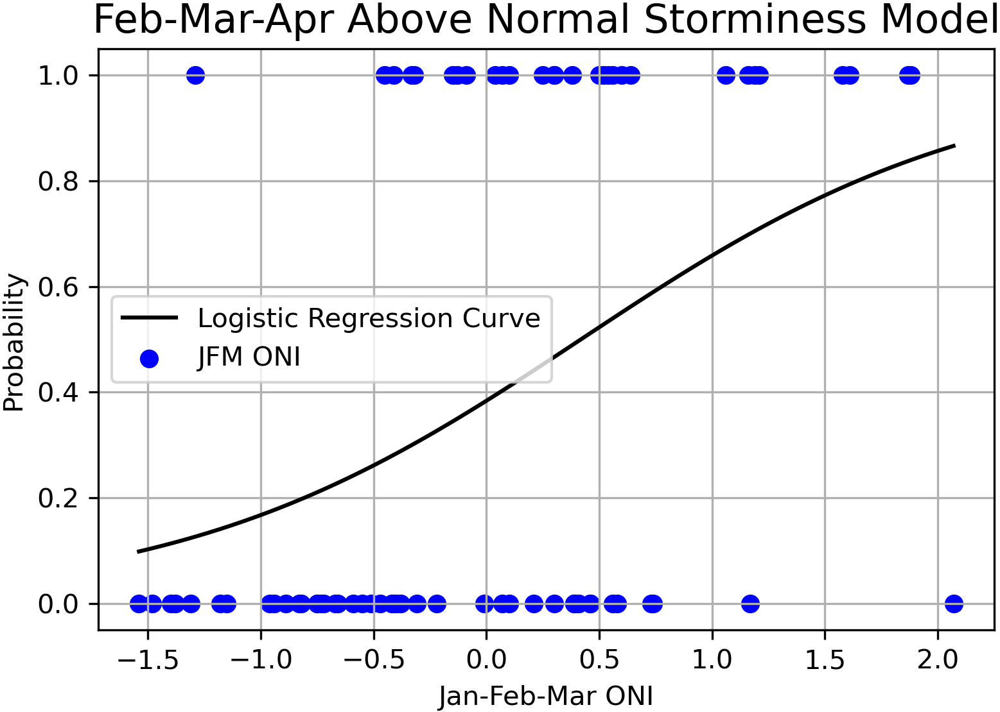 Feb-Mar-Apr Above Normal Storminess Model
1.0
0.8
0.6
0.4
0.2
0.0
Probability
Logistic Regression Curve
JFM ONI
−1.5 −1.0 −0.5 0.0 0.5 1.0 1.5 2.0
Jan-Feb-Mar ONI